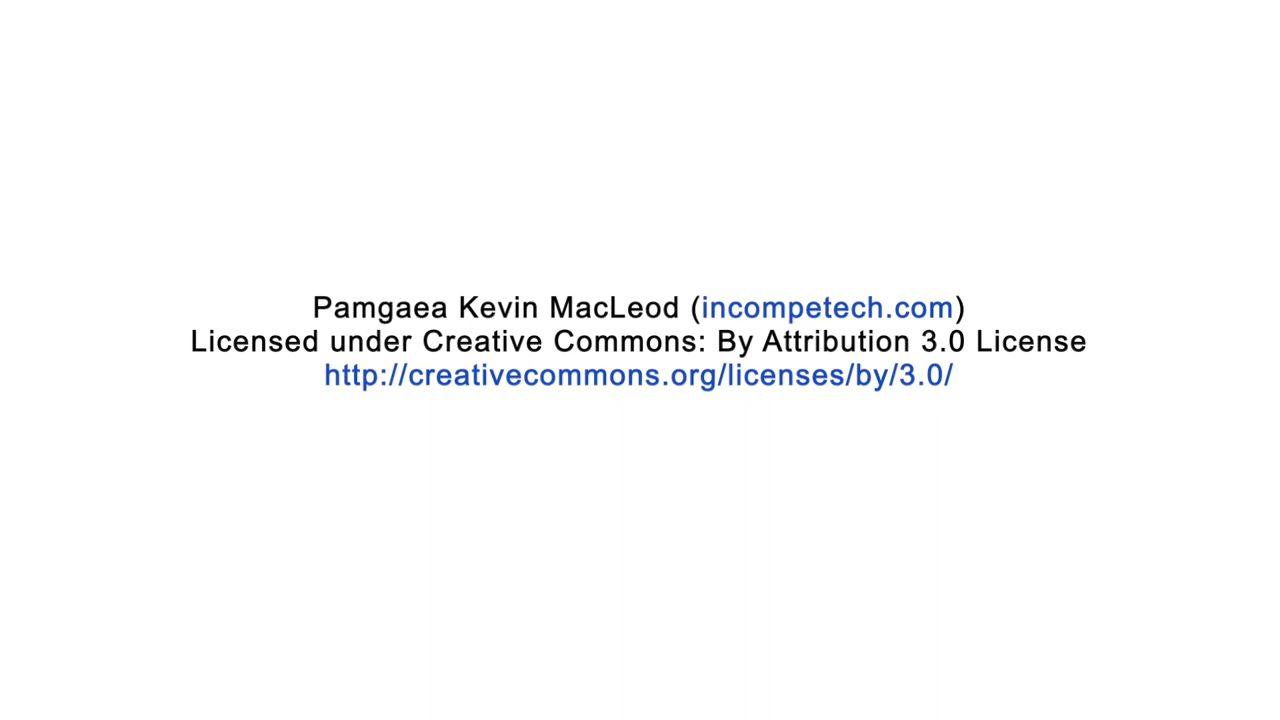 Pamgaea Kevin MacLeod (incompetech.com)
Licensed under Creative Commons: By Attribution 3.0 License
http://creativecommons.org/licenses/by/3.0/